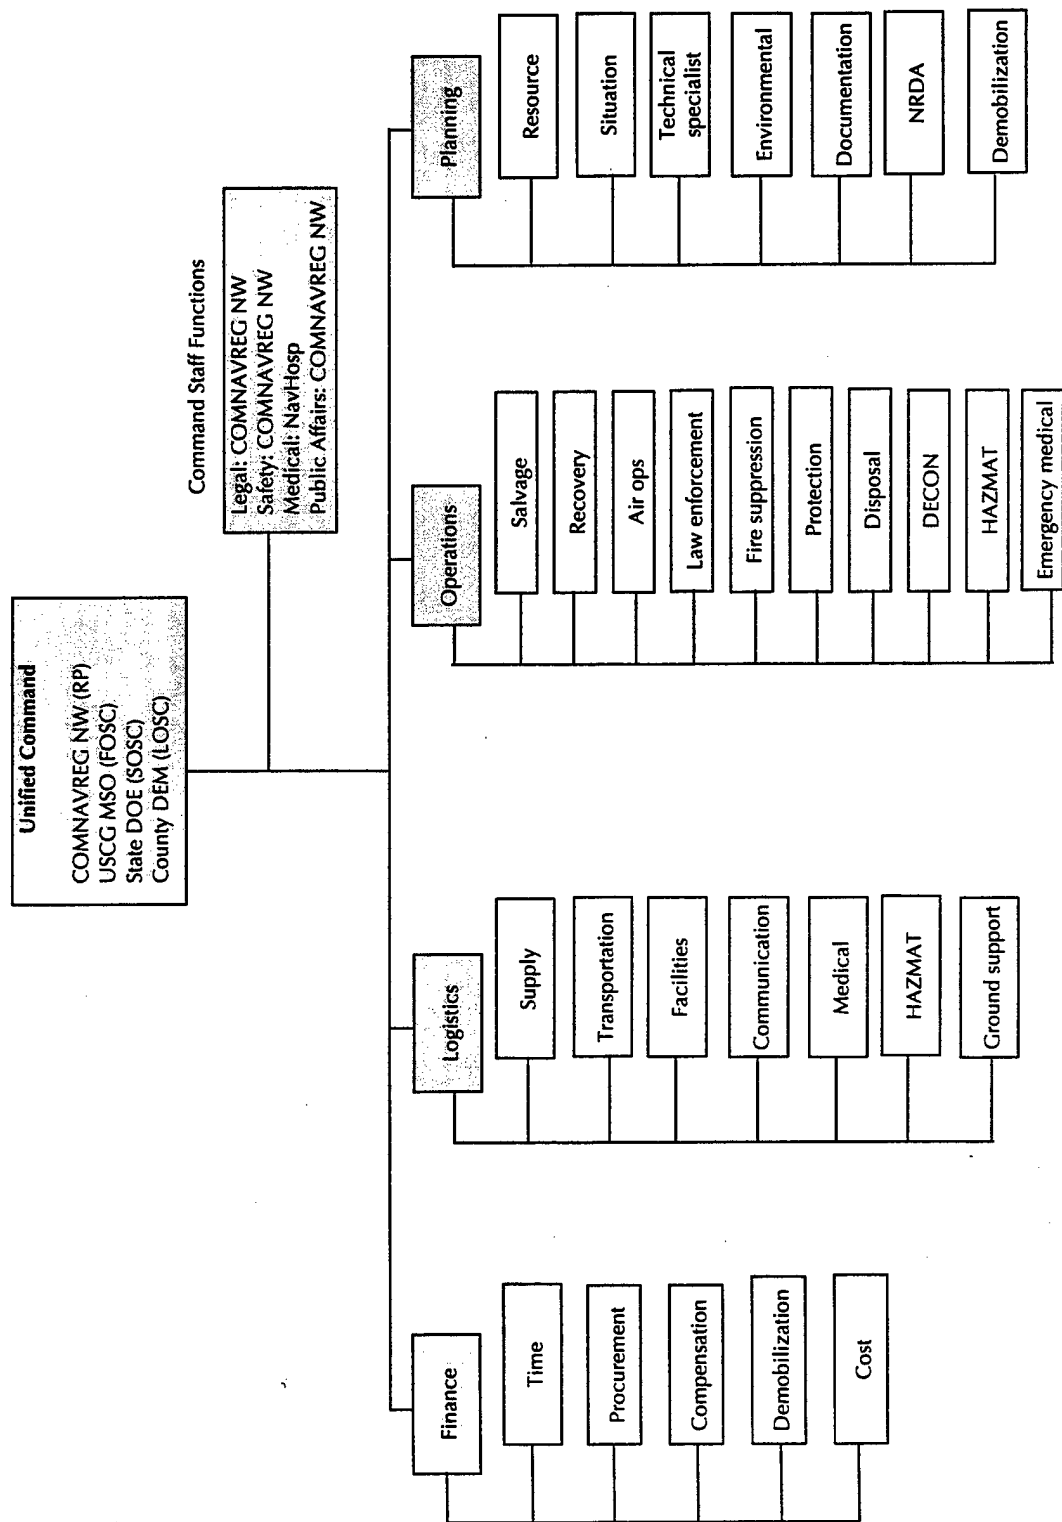 Unified Command
COMNAVREG NW (RP)
USCG MSO (FOSC)
State DOE (SOSC)
County DEM (LOSC)
Command Staff Functions
Legal: COMNAVREG NW
Safety: COMNAVREG NW
Medical: NavHosp
Public Affairs: COMNAVREG NW
Finance
Time
Procurement
Compensation
Demobilization
Cost
Logistics
Supply
Transportation
Facilities
Communication
Medical
HAZMAT
Ground support
Operations
Salvage
Recovery
Air ops
Law enforcement
Fire suppression
Protection
Disposal
DECON
HAZMAT
Emergency medical
Planning
Resource
Situation
Technical
specialist
Environmental
Documentation
NRDA
Demobilization